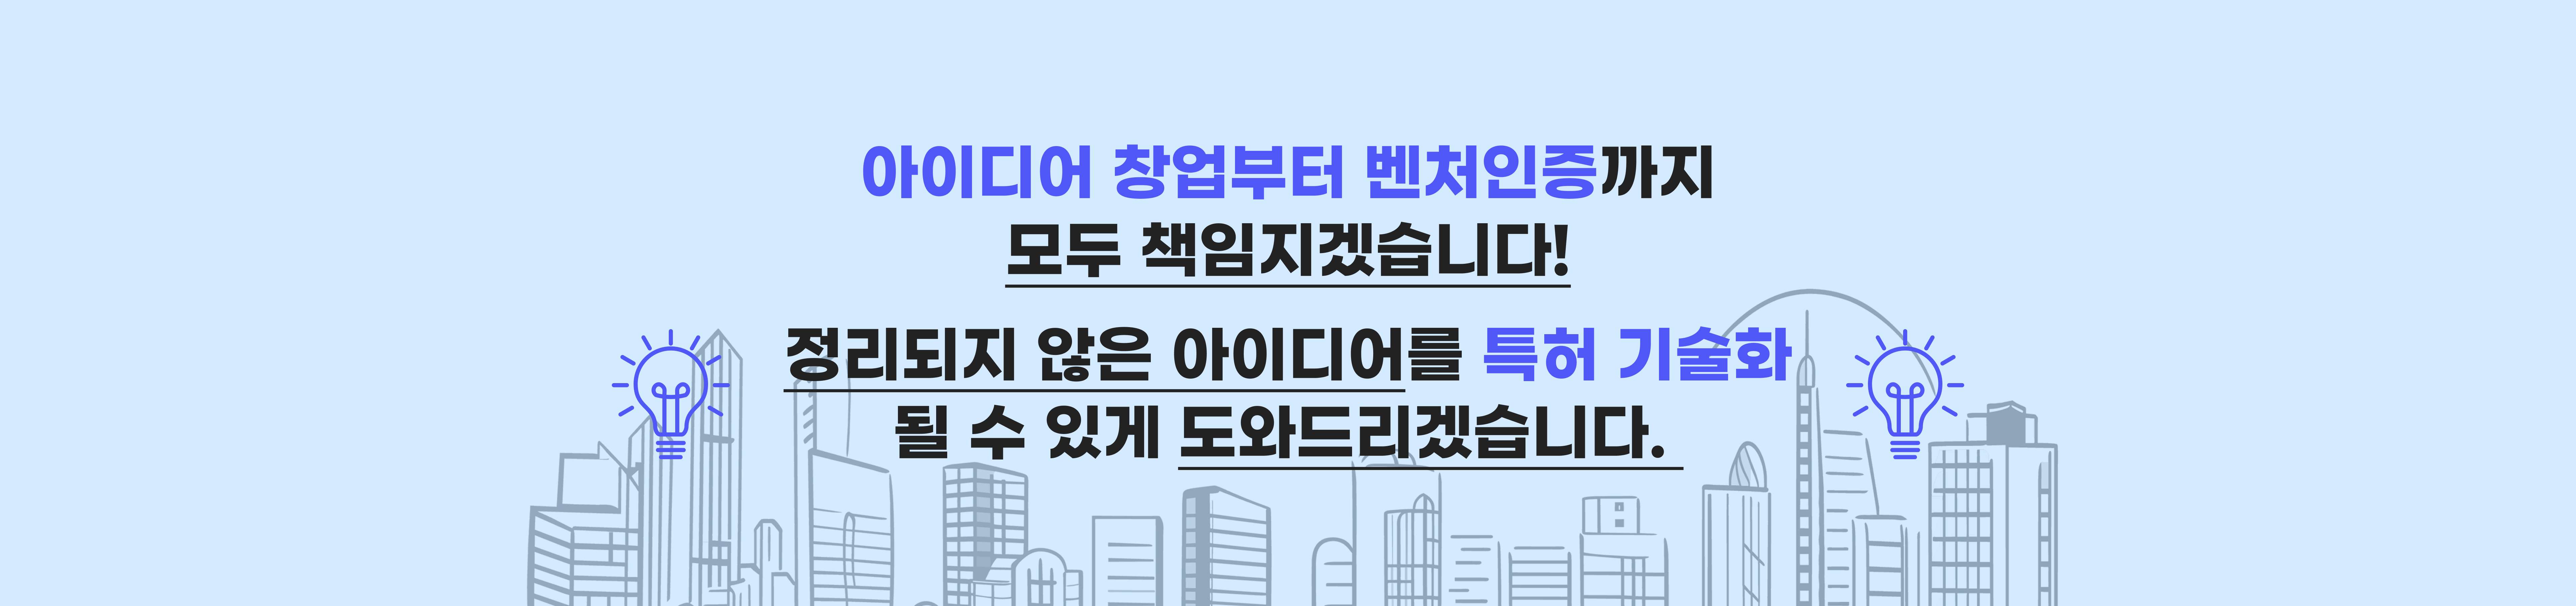 아이디어 창업부터 벤처인증까지
모두 책임지겠습니다!
정리되지 않은 아이디어를 특허 기술화
될 수 있게 도와드리겠습니다.